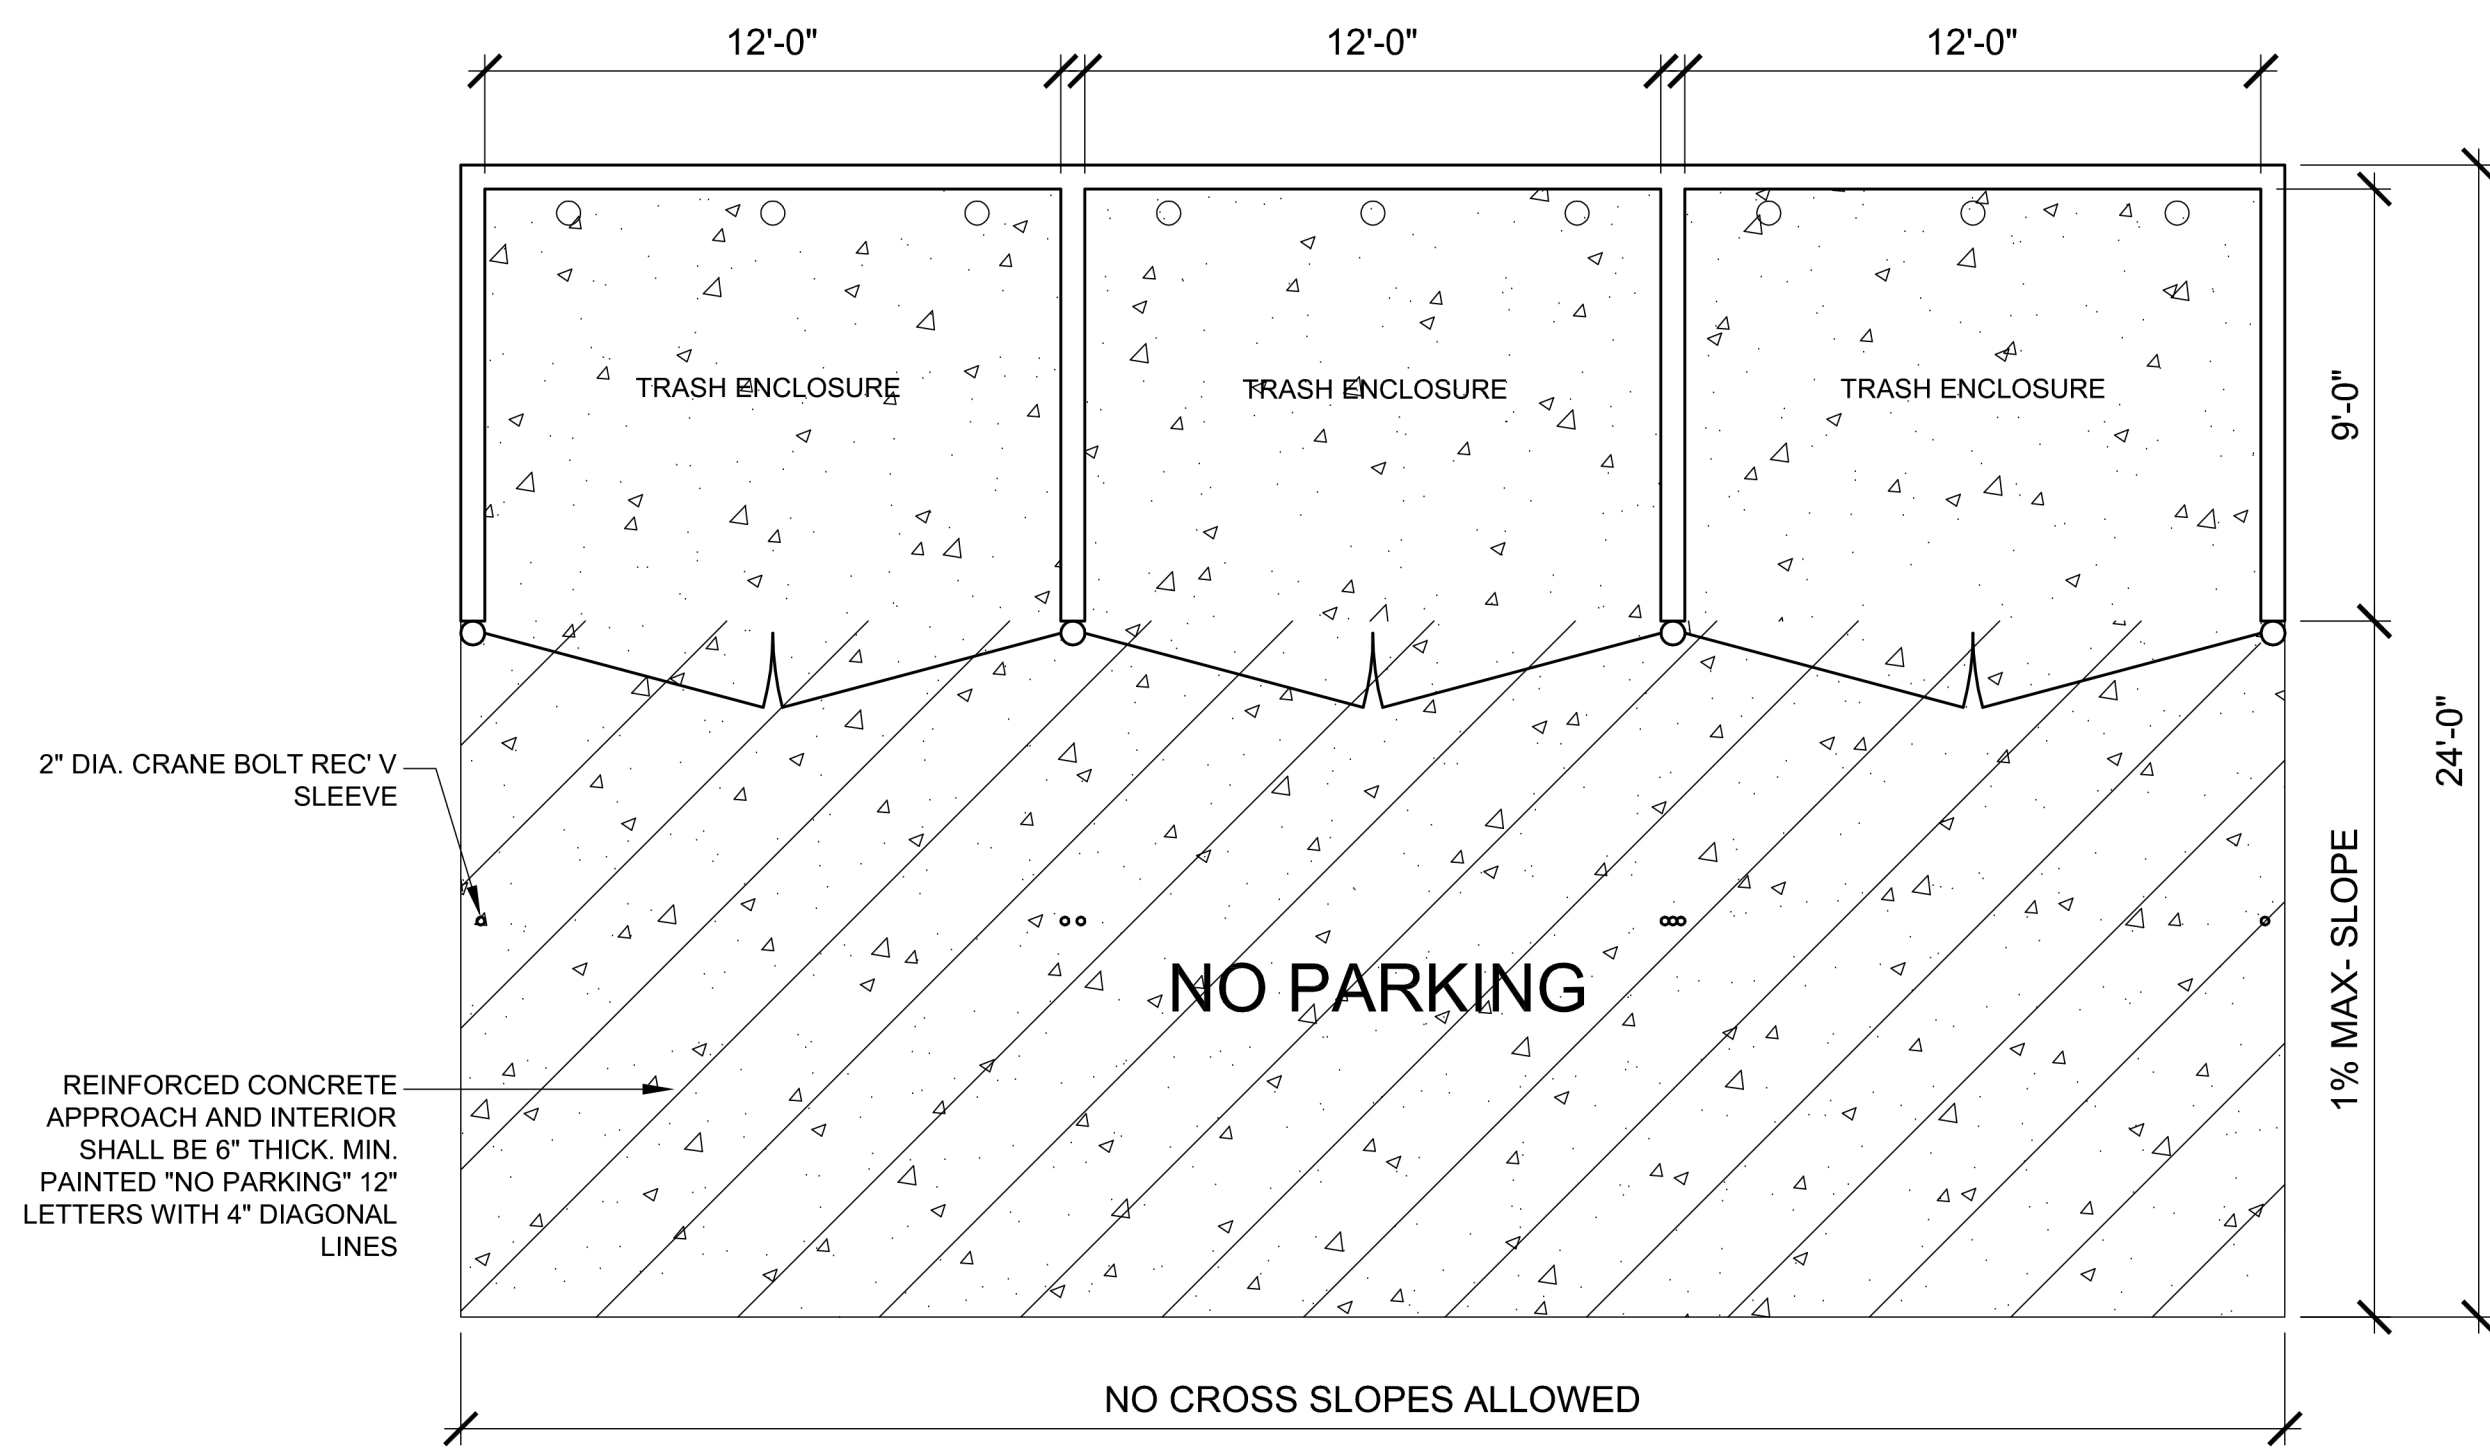 12'-0"
12'-0"
12'-0"
TRASH ENCLOSURE
TRASH ENCLOSURE
TRASH ENCLOSURE
9'-0"
24'-0"
2" DIA. CRANE BOLT REC' V
SLEEVE
1% MAX- SLOPE
NO PARKING
REINFORCED CONCRETE
APPROACH AND INTERIOR
SHALL BE 6" THICK. MIN.
PAINTED "NO PARKING" 12"
LETTERS WITH 4" DIAGONAL
LINES
NO CROSS SLOPES ALLOWED